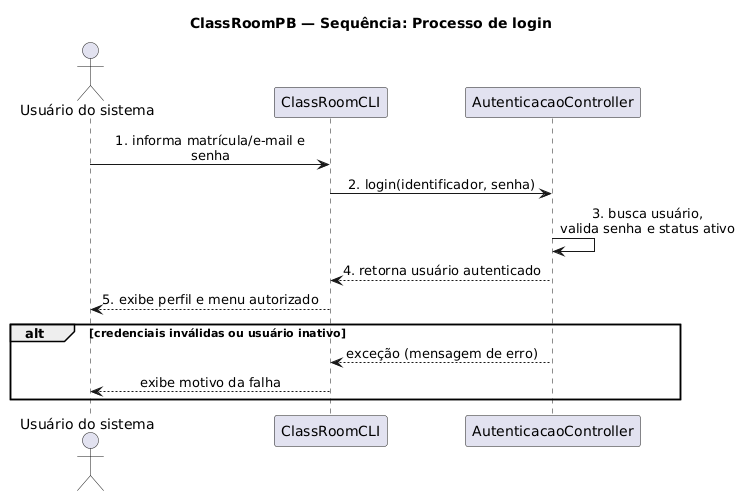 ClassRoomPB — Sequência: Processo de login
Usuário do sistema
ClassRoomCLI
AutenticacaoController
1. informa matrícula/e-mail e
senha
2. login(identificador, senha)
3. busca usuário,
valida senha e status ativo
4. retorna usuário autenticado
5. exibe perfil e menu autorizado
alt
[credenciais inválidas ou usuário inativo]
exceção (mensagem de erro)
exibe motivo da falha
Usuário do sistema
ClassRoomCLI
AutenticacaoController